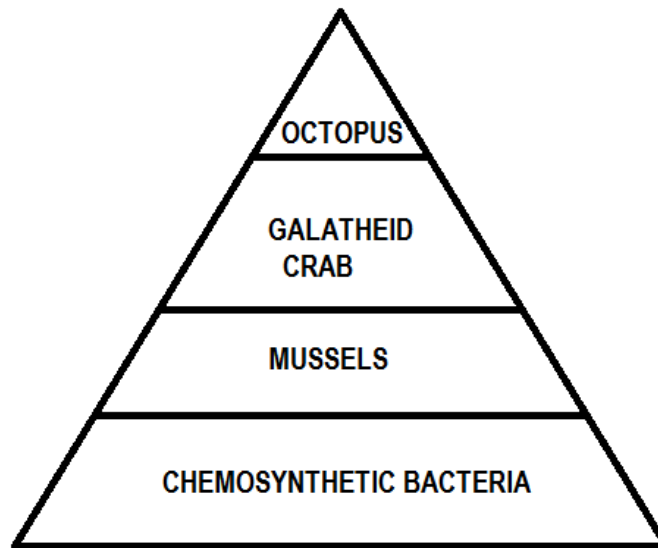 OCTOPUS
GALATHEID
CRAB
MUSSELS
CHEMOSYNTHETIC BACTERIA